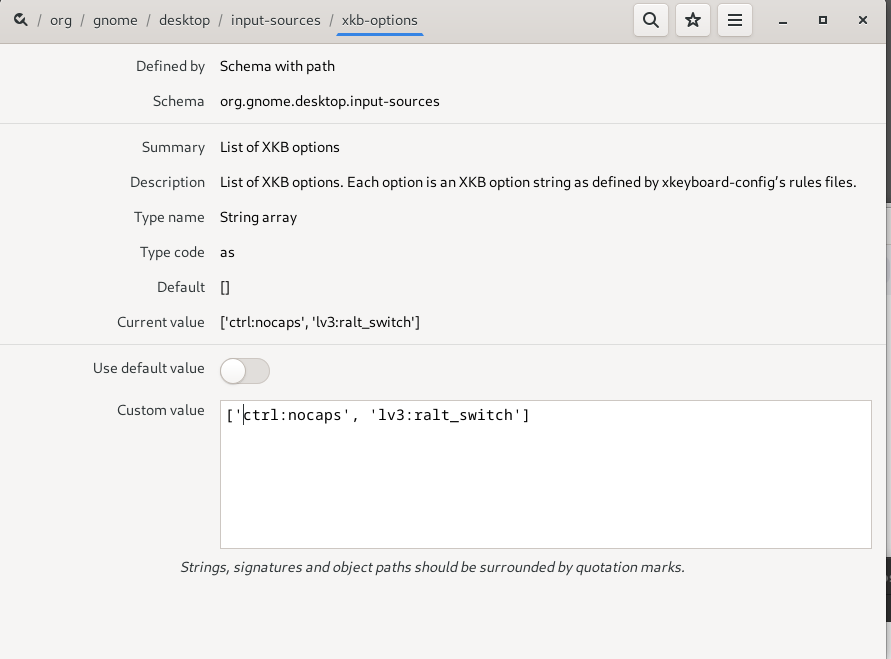 / org / gnome / desktop / input-sources / xkb-options
Defined by Schema with path
Schema org.gnome.desktop.input-sources
Summary List of XKB options
Description List of XKB options. Each option is an XKB option string as defined by xkeyboard-config’s rules files.
Type name String array
Type code as
Default []
Current value ['ctrl:nocaps', 'lv3:ralt_switch']
Use default value
Custom value ['ctrl:nocaps', 'lv3:ralt_switch']
Strings, signatures and object paths should be surrounded by quotation marks.